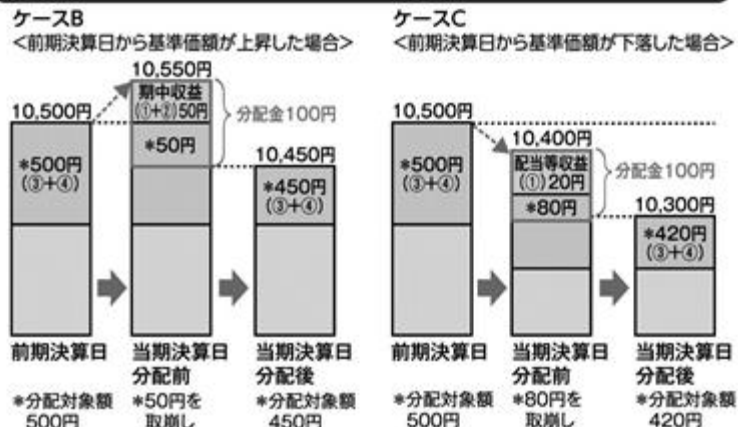 ケースB
<前期決算日から基準価額が上昇した場合>
10,550円
期中収益
(①+②)50円
分配金100円
10,500円
*500円
(③+④)
*50円
10,450円
*450円
(③+④)
前期決算日
当期決算日
分配前
当期決算日
分配後
*分配対象額
500円
*50円を
取崩し
*分配対象額
450円
ケースC
<前期決算日から基準価額が下落した場合>
10,500円
*500円
(③+④)
10,400円
配当等収益
(①)20円
分配金100円
*80円
10,300円
*420円
(③+④)
前期決算日
当期決算日
分配前
当期決算日
分配後
*分配対象額
500円
*80円を
取崩し
*分配対象額
420円